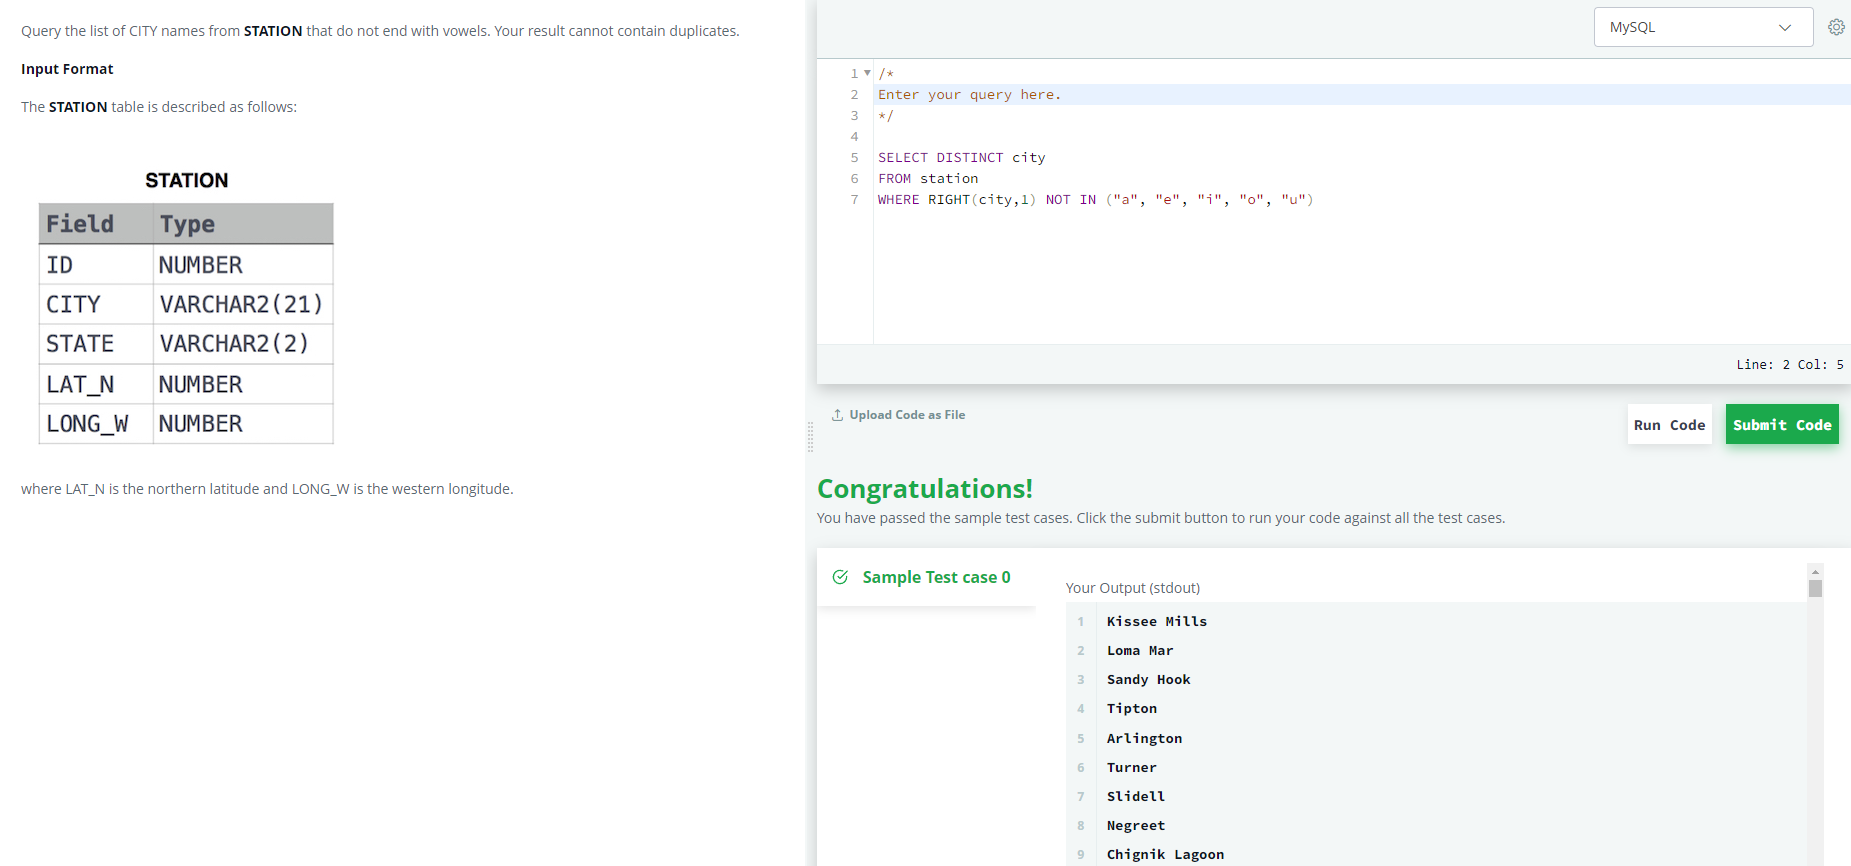 Query the list of CITY names from STATION that do not end with vowels. Your result cannot contain duplicates.
Input Format
The STATION table is described as follows:
STATION
Field Type
ID NUMBER
CITY VARCHAR2(21)
STATE VARCHAR2(2)
LAT_N NUMBER
LONG_W NUMBER
where LAT_N is the northern latitude and LONG_W is the western longitude.
MySQL
1 /*
2 Enter your query here.
3 */
4
5 SELECT DISTINCT city
6 FROM station
7 WHERE RIGHT(city,1) NOT IN ("a", "e", "i", "o", "u")
Line: 2 Col: 5
Upload Code as File
Run Code
Submit Code
Congratulations!
You have passed the sample test cases. Click the submit button to run your code against all the test cases.
Sample Test case 0
Your Output (stdout)
1 Kissee Mills
2 Loma Mar
3 Sandy Hook
4 Tipton
5 Arlington
6 Turner
7 Slidell
8 Negreet
9 Chignik Lagoon